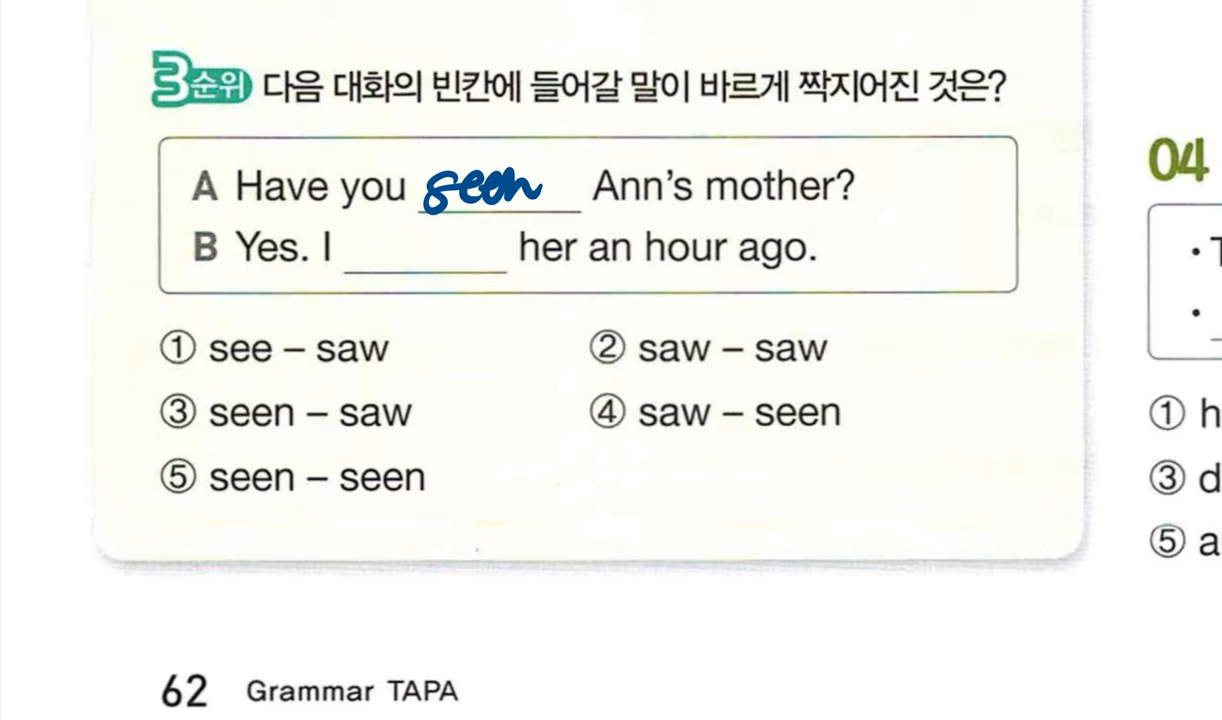 3순위 다음 대화의 빈칸에 들어갈 말이 바르게 짝지어진 것은?
A Have you seen Ann's mother?
B Yes. I ________ her an hour ago.
① see – saw ② saw – saw
③ seen – saw ④ saw – seen
⑤ seen – seen
62 Grammar TAPA
04
① h
③ d
⑤ a